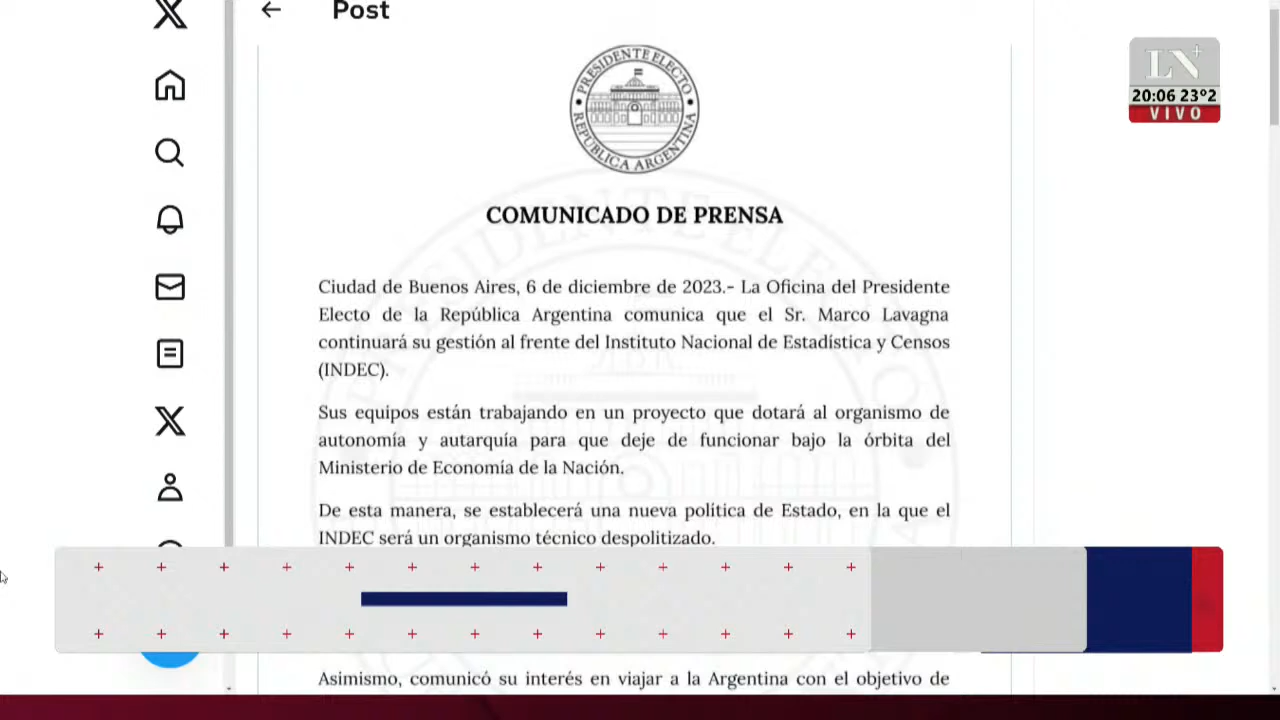 Post
PRESIDENTE ELECTO
REPÚBLICA ARGENTINA
LN+
20:06 23º2
VIVO
COMUNICADO DE PRENSA
Ciudad de Buenos Aires, 6 de diciembre de 2023.- La Oficina del Presidente
Electo de la República Argentina comunica que el Sr. Marco Lavagna
continuará su gestión al frente del Instituto Nacional de Estadística y Censos
(INDEC).
Sus equipos están trabajando en un proyecto que dotará al organismo de
autonomía y autarquía para que deje de funcionar bajo la órbita del
Ministerio de Economía de la Nación.
De esta manera, se establecerá una nueva política de Estado, en la que el
INDEC será un organismo técnico despolitizado.
Asimismo, comunicó su interés en viajar a la Argentina con el objetivo de